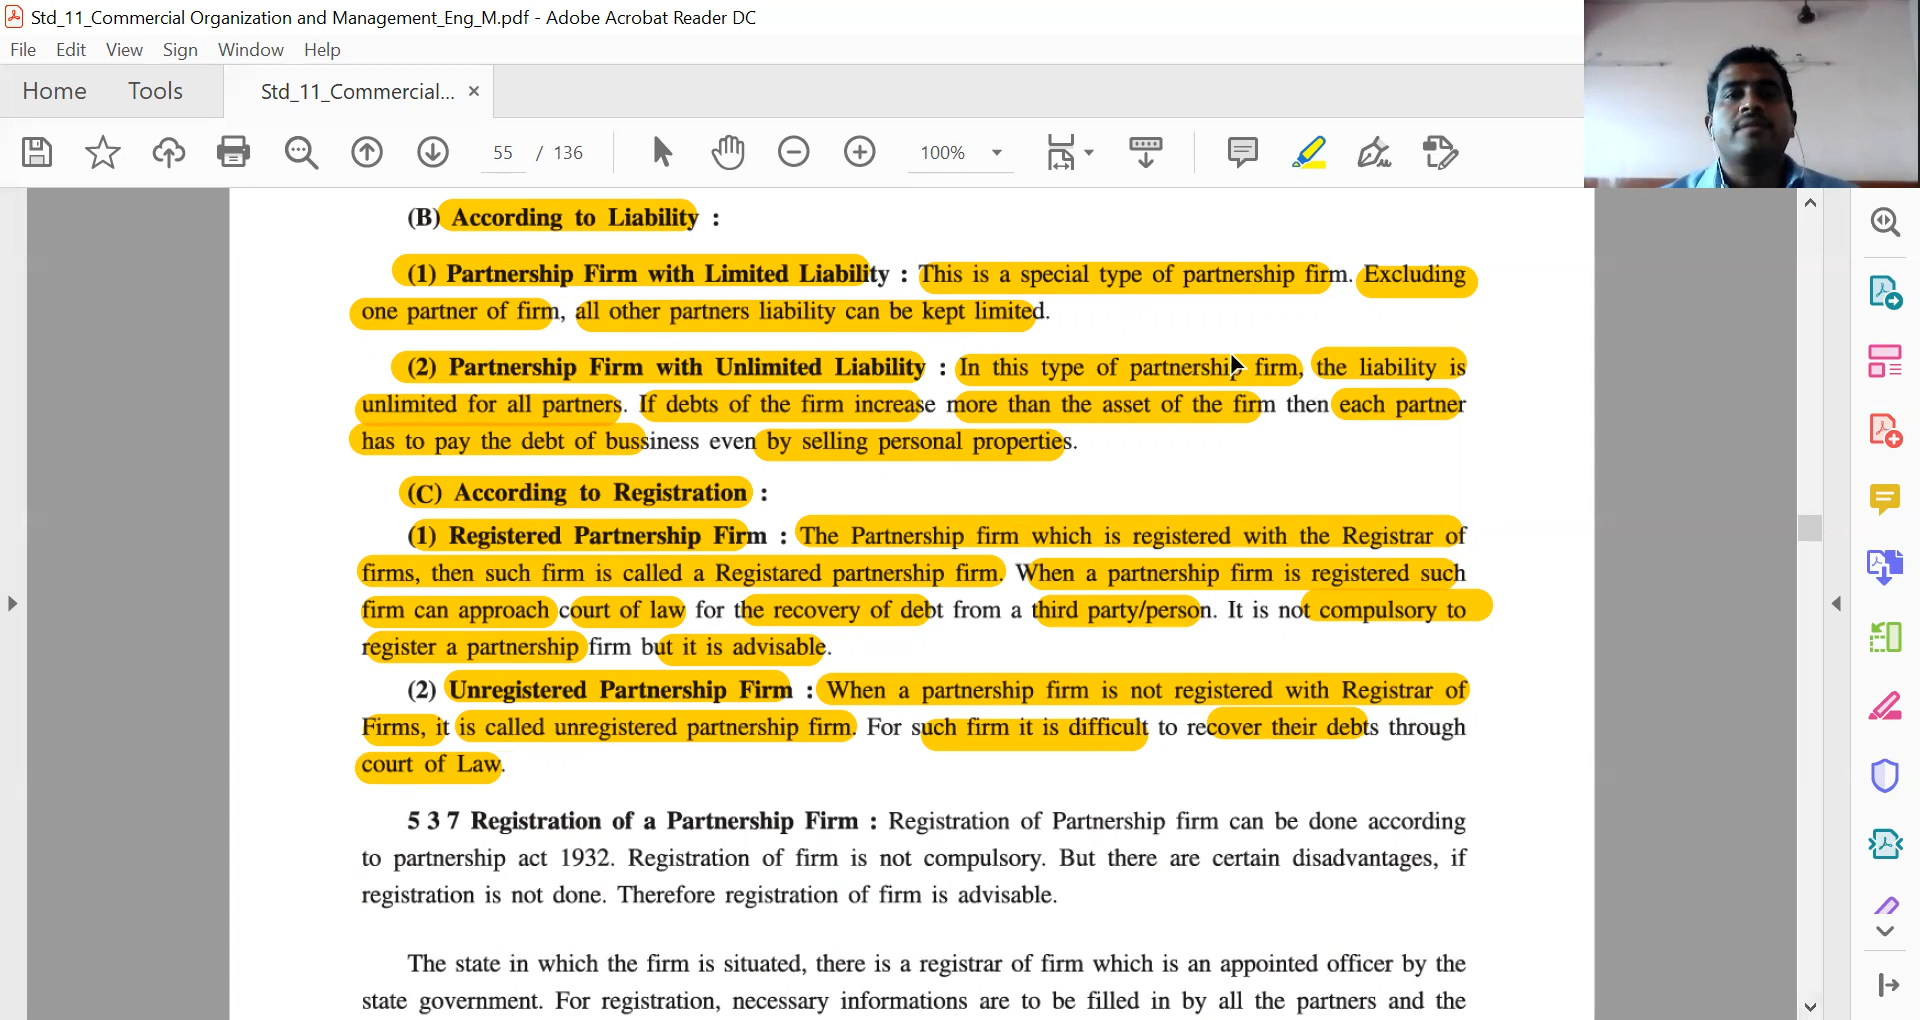 Std_11_Commercial Organization and Management_Eng_M.pdf - Adobe Acrobat Reader DC
File Edit View Sign Window Help
Home Tools Std_11_Commercial... ×
55 / 136 100%
(B) According to Liability :
(1) Partnership Firm with Limited Liability : This is a special type of partnership firm. Excluding
one partner of firm, all other partners liability can be kept limited.
(2) Partnership Firm with Unlimited Liability : In this type of partnership firm, the liability is
unlimited for all partners. If debts of the firm increase more than the asset of the firm then each partner
has to pay the debt of bussiness even by selling personal properties.
(C) According to Registration :
(1) Registered Partnership Firm : The Partnership firm which is registered with the Registrar of
firms, then such firm is called a Registared partnership firm. When a partnership firm is registered such
firm can approach court of law for the recovery of debt from a third party/person. It is not compulsory to
register a partnership firm but it is advisable.
(2) Unregistered Partnership Firm : When a partnership firm is not registered with Registrar of
Firms, it is called unregistered partnership firm. For such firm it is difficult to recover their debts through
court of Law.
5 3 7 Registration of a Partnership Firm : Registration of Partnership firm can be done according
to partnership act 1932. Registration of firm is not compulsory. But there are certain disadvantages, if
registration is not done. Therefore registration of firm is advisable.
The state in which the firm is situated, there is a registrar of firm which is an appointed officer by the
state government. For registration, necessary informations are to be filled in by all the partners and the